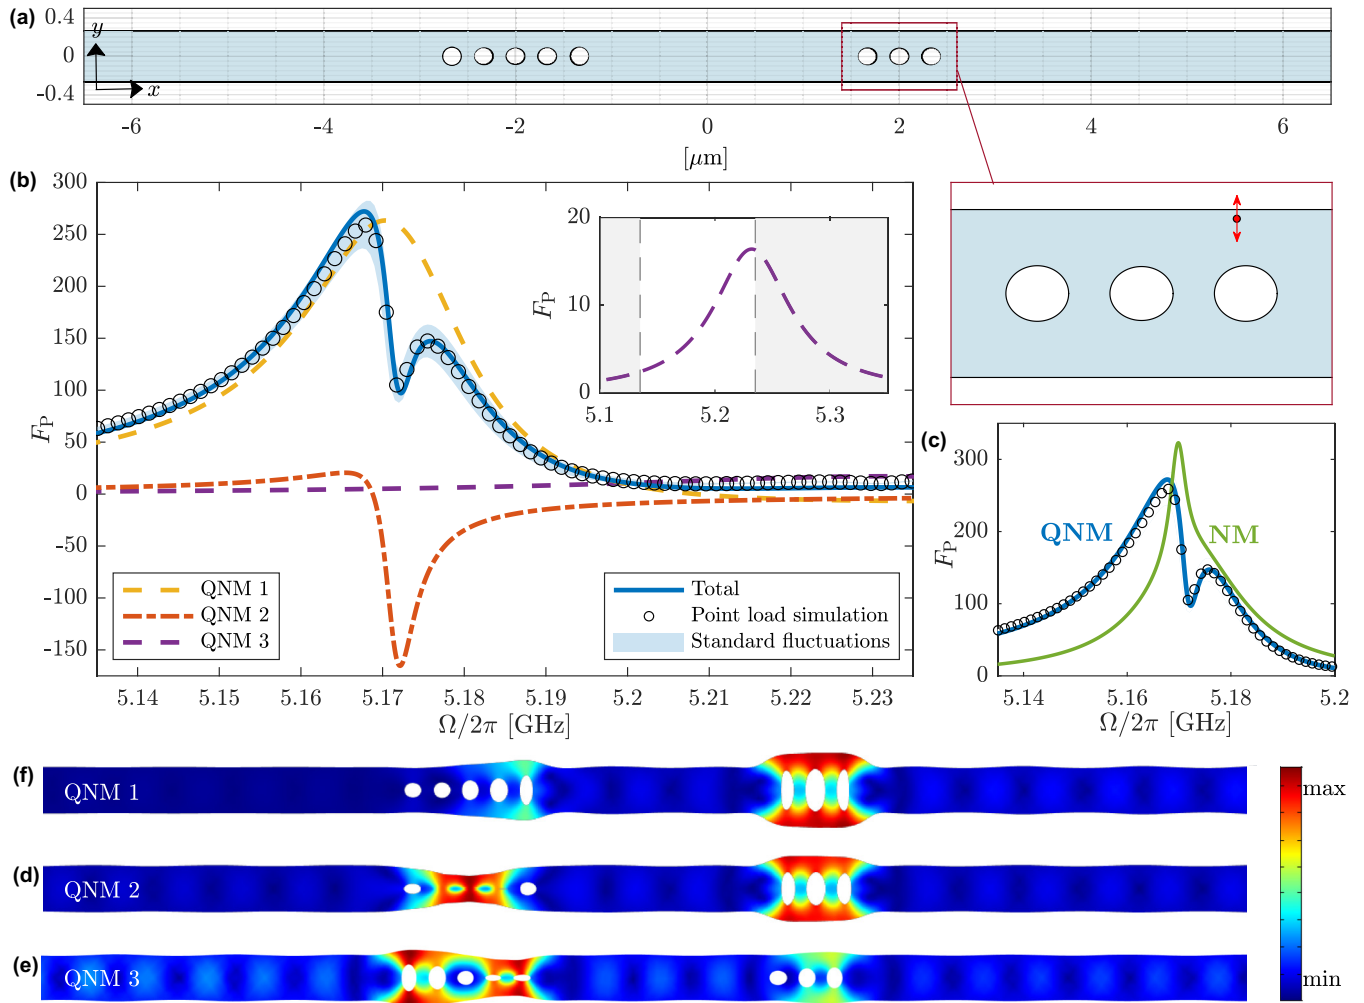 (a)
0.4
0
-0.4
y
x
-6
-4
-2
0
2
4
6
[μm]
(b)
300
250
200
150
100
50
0
-50
-100
-150
F_P
5.14
5.15
5.16
5.17
5.18
5.19
5.2
5.21
5.22
5.23
Ω/2π [GHz]
QNM 1
QNM 2
QNM 3
Total
Point load simulation
Standard fluctuations
20
10
0
F_P
5.1
5.2
5.3
(c)
300
200
100
0
F_P
QNM
NM
5.14
5.16
5.18
5.2
Ω/2π [GHz]
(f)
QNM 1
(d)
QNM 2
(e)
QNM 3
max
min